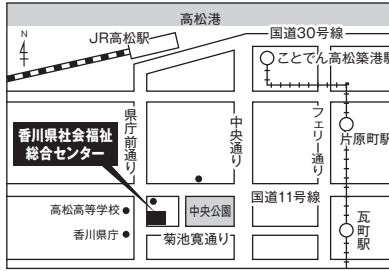 高松港
国道30号線
N
JR高松駅
ことでん高松築港駅
県庁前通り
中央通り
フェリー通り
片原町駅
香川県社会福祉
総合センター
国道11号線
高松高等学校
中央公園
瓦町駅
香川県庁
菊池寛通り